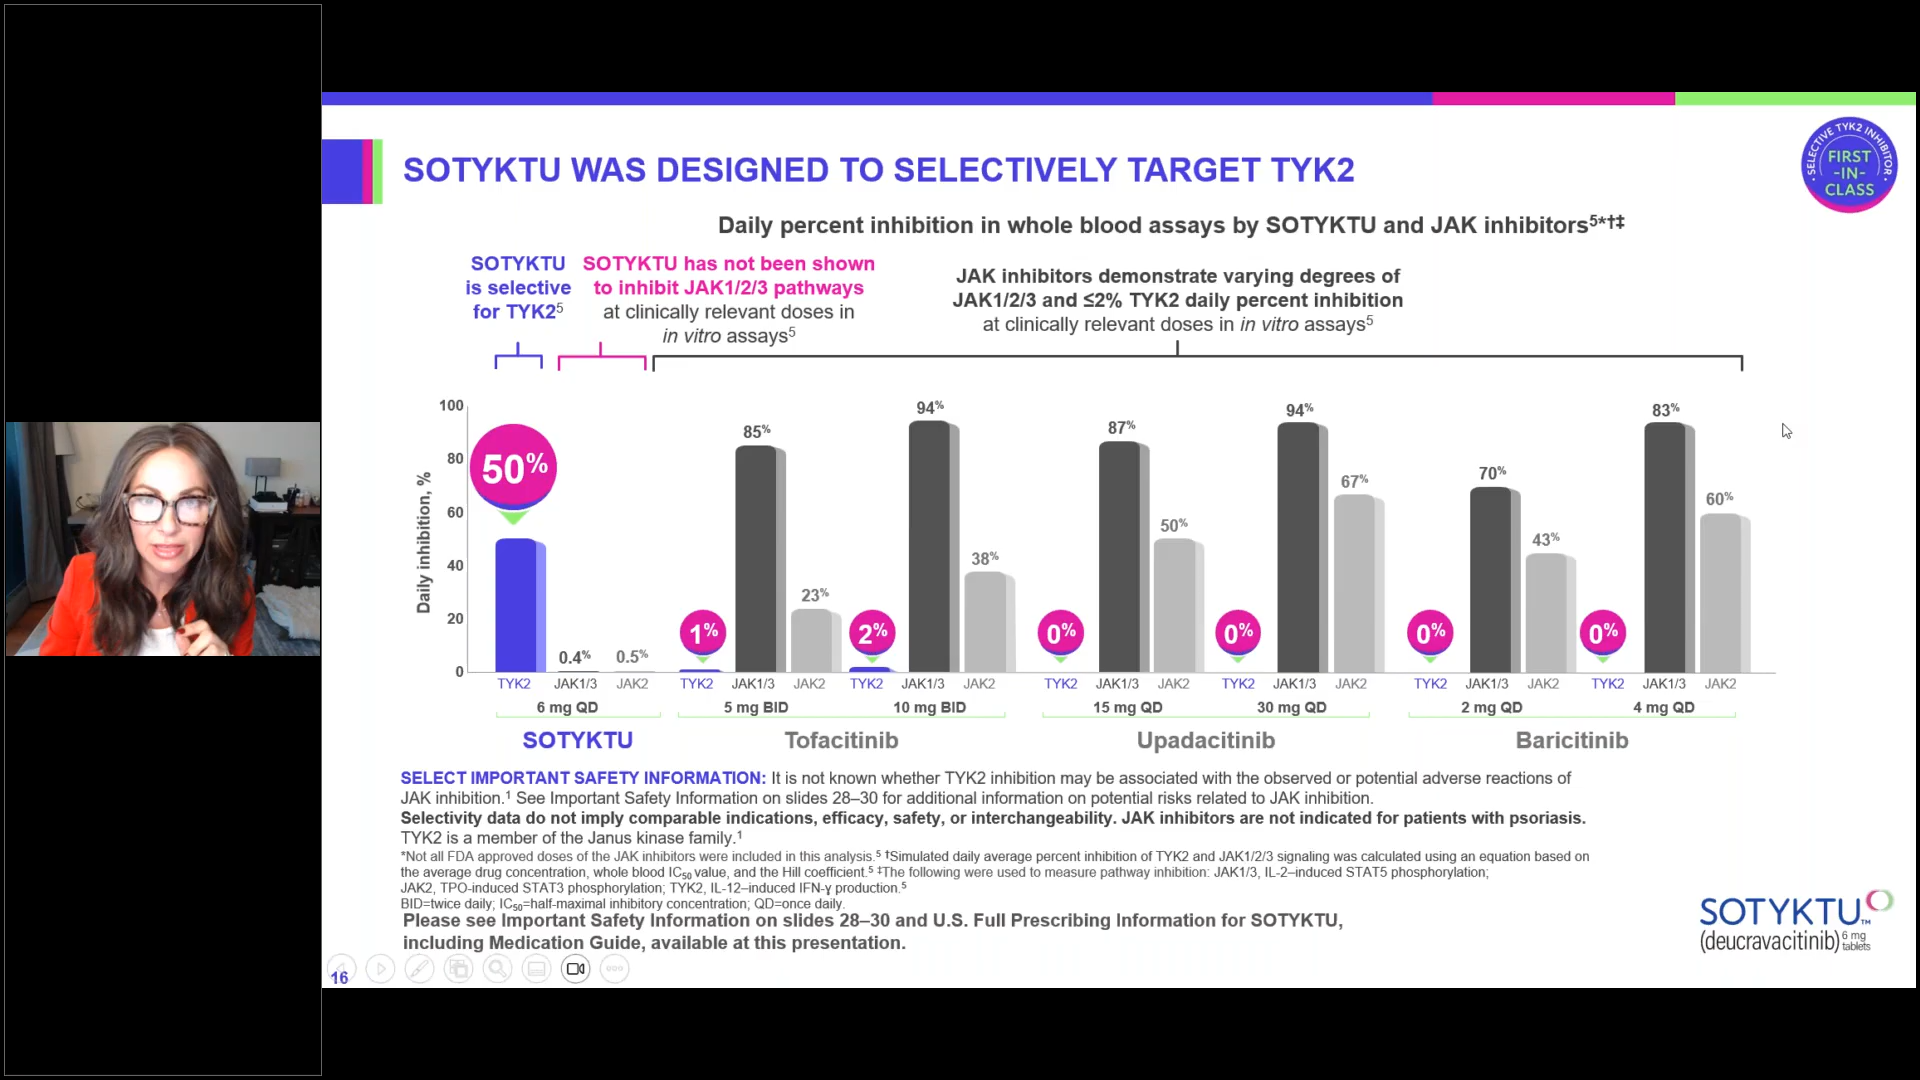 SOTYKTU WAS DESIGNED TO SELECTIVELY TARGET TYK2
SELECTIVE TYK2 INHIBITOR
FIRST
-IN-
CLASS
Daily percent inhibition in whole blood assays by SOTYKTU and JAK inhibitors⁵*†‡
SOTYKTU
is selective
for TYK2⁵
SOTYKTU has not been shown
to inhibit JAK1/2/3 pathways
at clinically relevant doses in
in vitro assays⁵
JAK inhibitors demonstrate varying degrees of
JAK1/2/3 and ≤2% TYK2 daily percent inhibition
at clinically relevant doses in in vitro assays⁵
Daily inhibition, %
100
80
60
40
20
0
50%
0.4%
0.5%
1%
85%
23%
2%
94%
38%
0%
87%
50%
0%
94%
67%
0%
70%
43%
0%
83%
60%
TYK2 JAK1/3 JAK2 TYK2 JAK1/3 JAK2 TYK2 JAK1/3 JAK2 TYK2 JAK1/3 JAK2 TYK2 JAK1/3 JAK2 TYK2 JAK1/3 JAK2 TYK2 JAK1/3 JAK2
6 mg QD 5 mg BID 10 mg BID 15 mg QD 30 mg QD 2 mg QD 4 mg QD
SOTYKTU Tofacitinib Upadacitinib Baricitinib
SELECT IMPORTANT SAFETY INFORMATION: It is not known whether TYK2 inhibition may be associated with the observed or potential adverse reactions of
JAK inhibition.¹ See Important Safety Information on slides 28–30 for additional information on potential risks related to JAK inhibition.
Selectivity data do not imply comparable indications, efficacy, safety, or interchangeability. JAK inhibitors are not indicated for patients with psoriasis.
TYK2 is a member of the Janus kinase family.¹
*Not all FDA approved doses of the JAK inhibitors were included in this analysis.⁵ †Simulated daily average percent inhibition of TYK2 and JAK1/2/3 signaling was calculated using an equation based on
the average drug concentration, whole blood IC₅₀ value, and the Hill coefficient.⁵ ‡The following were used to measure pathway inhibition: JAK1/3, IL-2–induced STAT5 phosphorylation;
JAK2, TPO-induced STAT3 phosphorylation; TYK2, IL-12–induced IFN-γ production.⁵
BID=twice daily; IC₅₀=half-maximal inhibitory concentration; QD=once daily.
Please see Important Safety Information on slides 28–30 and U.S. Full Prescribing Information for SOTYKTU,
including Medication Guide, available at this presentation.
16
SOTYKTU™
(deucravacitinib) 6 mg
tablets